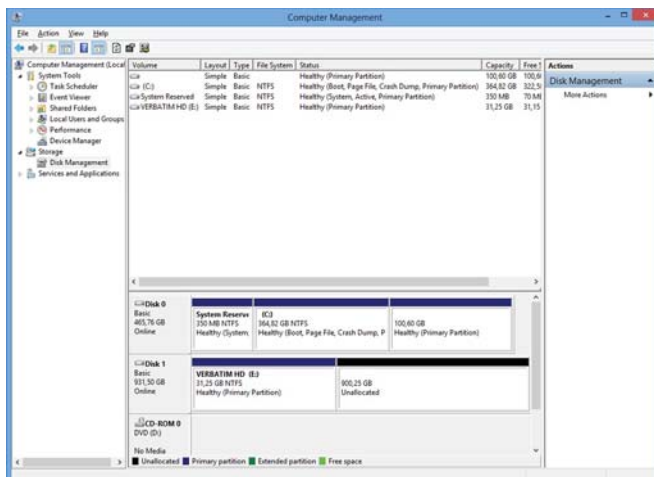 Computer Management
File Action View Help
Computer Management (Local
System Tools
Task Scheduler
Event Viewer
Shared Folders
Local Users and Groups
Performance
Device Manager
Storage
Disk Management
Services and Applications
Volume Layout Type File System Status Capacity Free
Simple Basic Healthy (Primary Partition) 100,60 GB 100,6
(C:) Simple Basic NTFS Healthy (Boot, Page File, Crash Dump, Primary Partition) 364,82 GB 322,5
System Reserved Simple Basic NTFS Healthy (System, Active, Primary Partition) 350 MB 70 MB
VERBATIM HD (E:) Simple Basic NTFS Healthy (Primary Partition) 31,25 GB 31,15
Actions
Disk Management
More Actions
Disk 0
Basic
465,76 GB
Online
System Reserve
350 MB NTFS
Healthy (System,
(C:)
364,82 GB NTFS
Healthy (Boot, Page File, Crash Dump, P
100,60 GB
Healthy (Primary Partition)
Disk 1
Basic
931,50 GB
Online
VERBATIM HD (E:)
31,25 GB NTFS
Healthy (Primary Partition)
900,25 GB
Unallocated
CD-ROM 0
DVD (D:)
No Media
Unallocated Primary partition Extended partition Free space